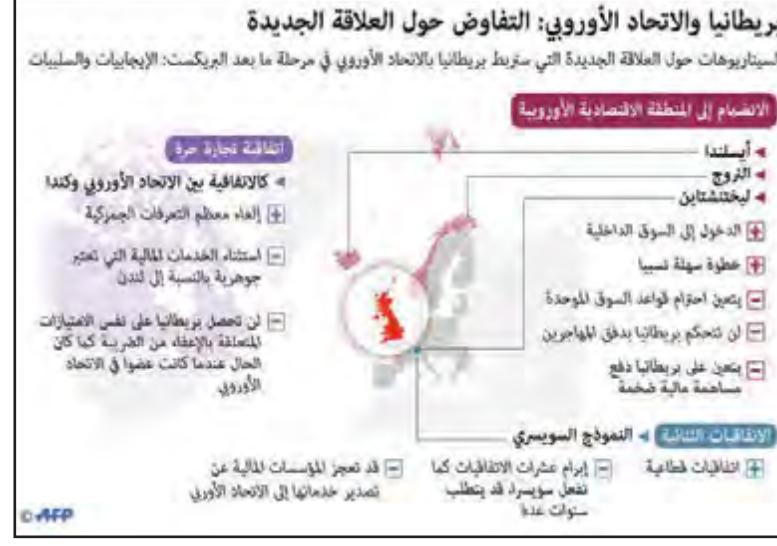 بريطانيا والاتحاد الأوروبي: التفاوض حول العلاقة الجديدة
السيناريوهات حول العلاقة الجديدة التي ستربط بريطانيا بالاتحاد الأوروبي في مرحلة ما بعد البريكست: الإيجابيات والسلبيات
الانضمام إلى المنطقة الاقتصادية الأوروبية
أيسلندا
النروج
ليختنشتاين
+ الدخول إلى السوق الداخلية
+ خطوة سهلة نسبيا
− يتعين احترام قواعد السوق الموحدة
− لن تتحكم بريطانيا بدفق المهاجرين
− يتعين على بريطانيا دفع
مساهمة مالية ضخمة
اتفاقية تجارة حرة
كالاتفاقية بين الاتحاد الأوروبي وكندا
+ إلغاء معظم التعرفات الجمركية
− استثناء الخدمات المالية التي تعتبر
جوهرية بالنسبة إلى لندن
− لن تحصل بريطانيا على نفس الامتيازات
المتعلقة بالإعفاء من الضريبة كما كان
الحال عندما كانت عضوا في الاتحاد
الأوروبي
الاتفاقيات الثنائية النموذج السويسري
+ اتفاقيات قطاعية
− إبرام عشرات الاتفاقيات كما
تفعل سويسرا، قد يتطلب
سنوات عدة
− قد تعجز المؤسسات المالية عن
تصدير خدماتها إلى الاتحاد الأوربي
© AFP